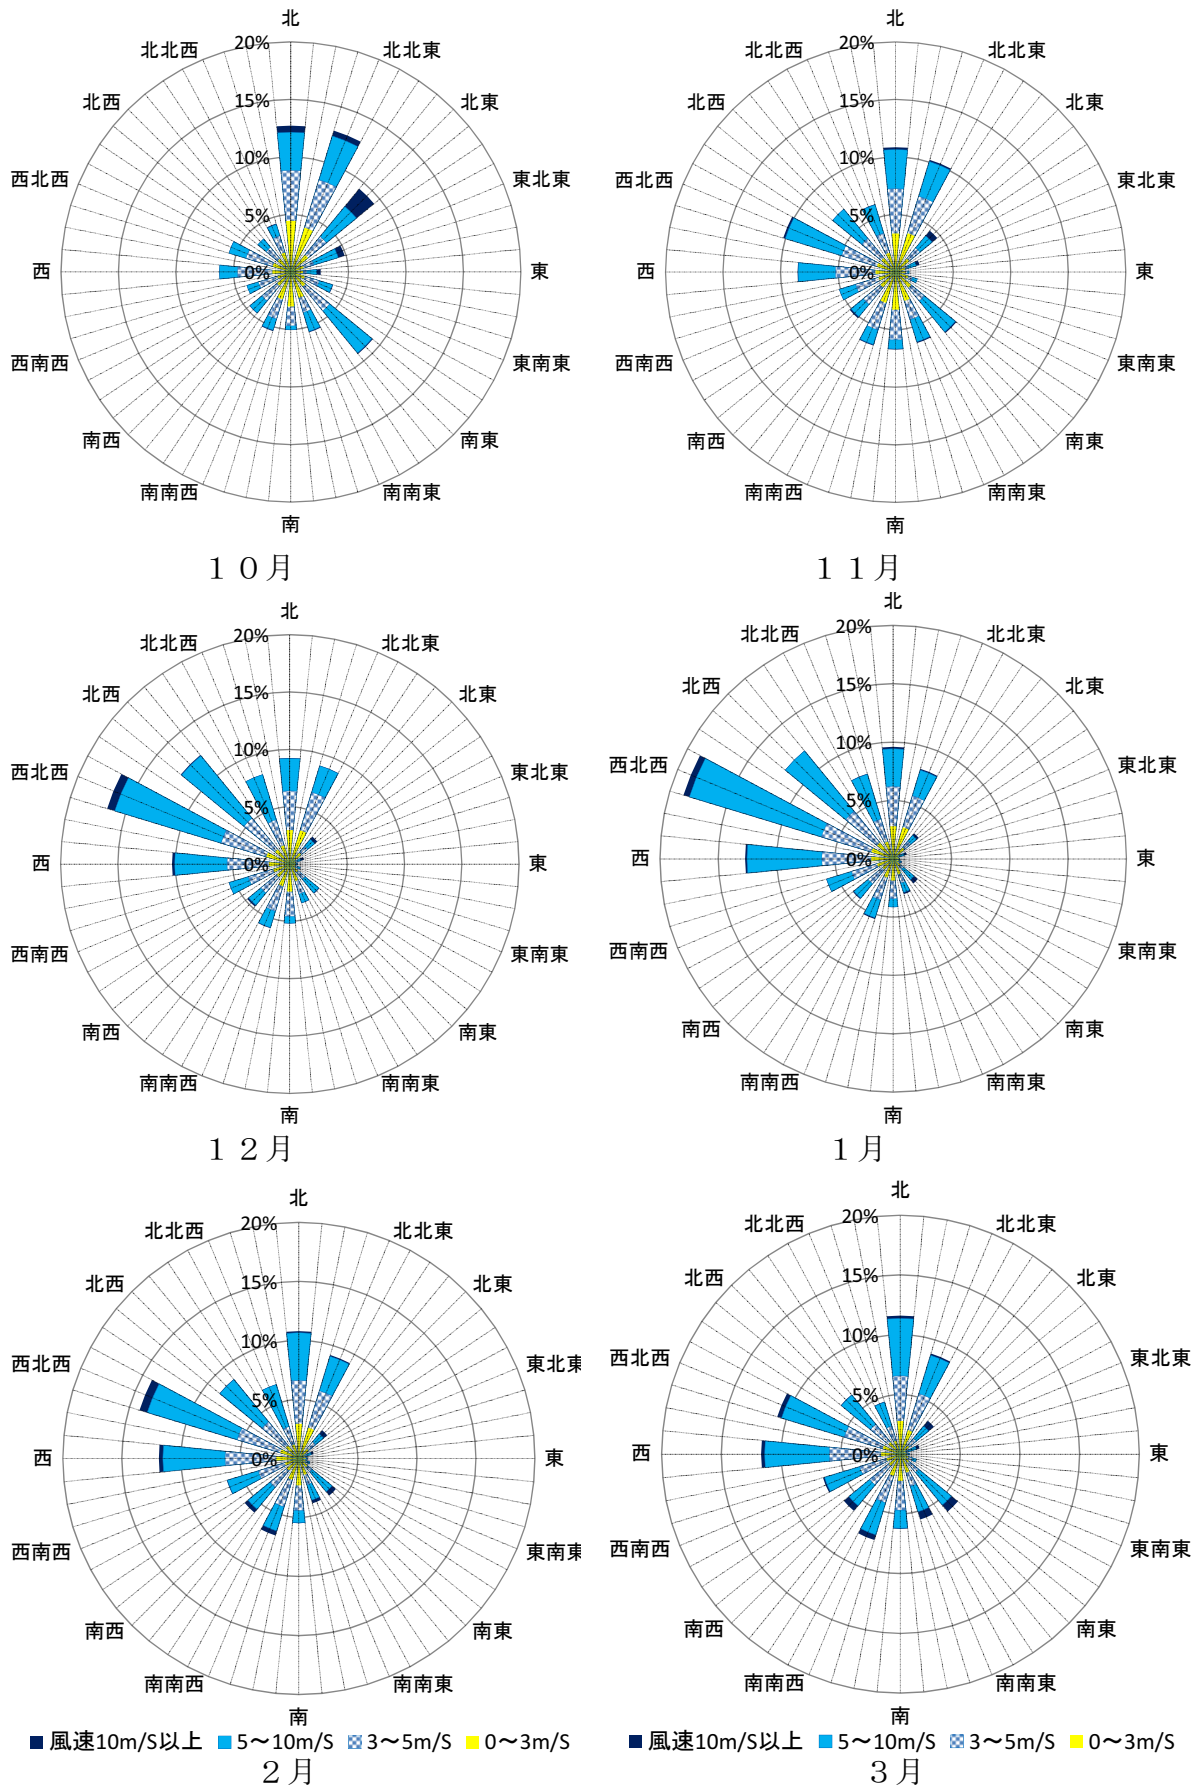 北
20%
北北西
北北東
北西
15%
北東
10%
西北西
東北東
5%
西
0%
東
西南西
東南東
南西
南東
南南西
南南東
南
10月
北
20%
北北西
北北東
北西
15%
北東
10%
西北西
東北東
5%
西
0%
東
西南西
東南東
南西
南東
南南西
南南東
南
11月
北
20%
北北西
北北東
北西
15%
北東
10%
西北西
東北東
5%
西
0%
東
西南西
東南東
南西
南東
南南西
南南東
南
12月
北
20%
北北西
北北東
北西
15%
北東
10%
西北西
東北東
5%
西
0%
東
西南西
東南東
南西
南東
南南西
南南東
南
1月
北
20%
北北西
北北東
北西
15%
北東
10%
西北西
東北東
5%
西
0%
東
西南西
東南東
南西
南東
南南西
南南東
南
風速10m/S以上 5～10m/S 3～5m/S 0～3m/S
2月
北
20%
北北西
北北東
北西
15%
北東
10%
西北西
東北東
5%
西
0%
東
西南西
東南東
南西
南東
南南西
南南東
南
風速10m/S以上 5～10m/S 3～5m/S 0～3m/S
3月